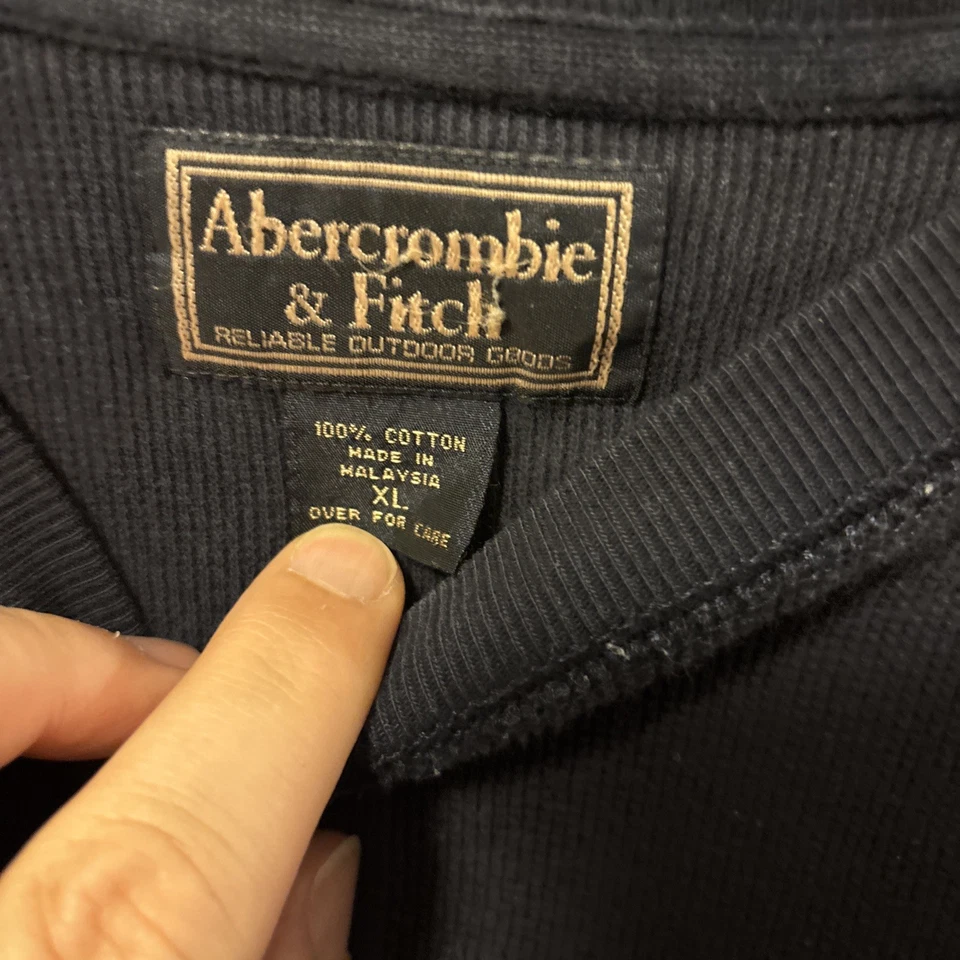 Abercrombie
& Fitch
RELIABLE OUTDOOR GOODS
100% COTTON
MADE IN
MALAYSIA
XL
OVER FOR CARE